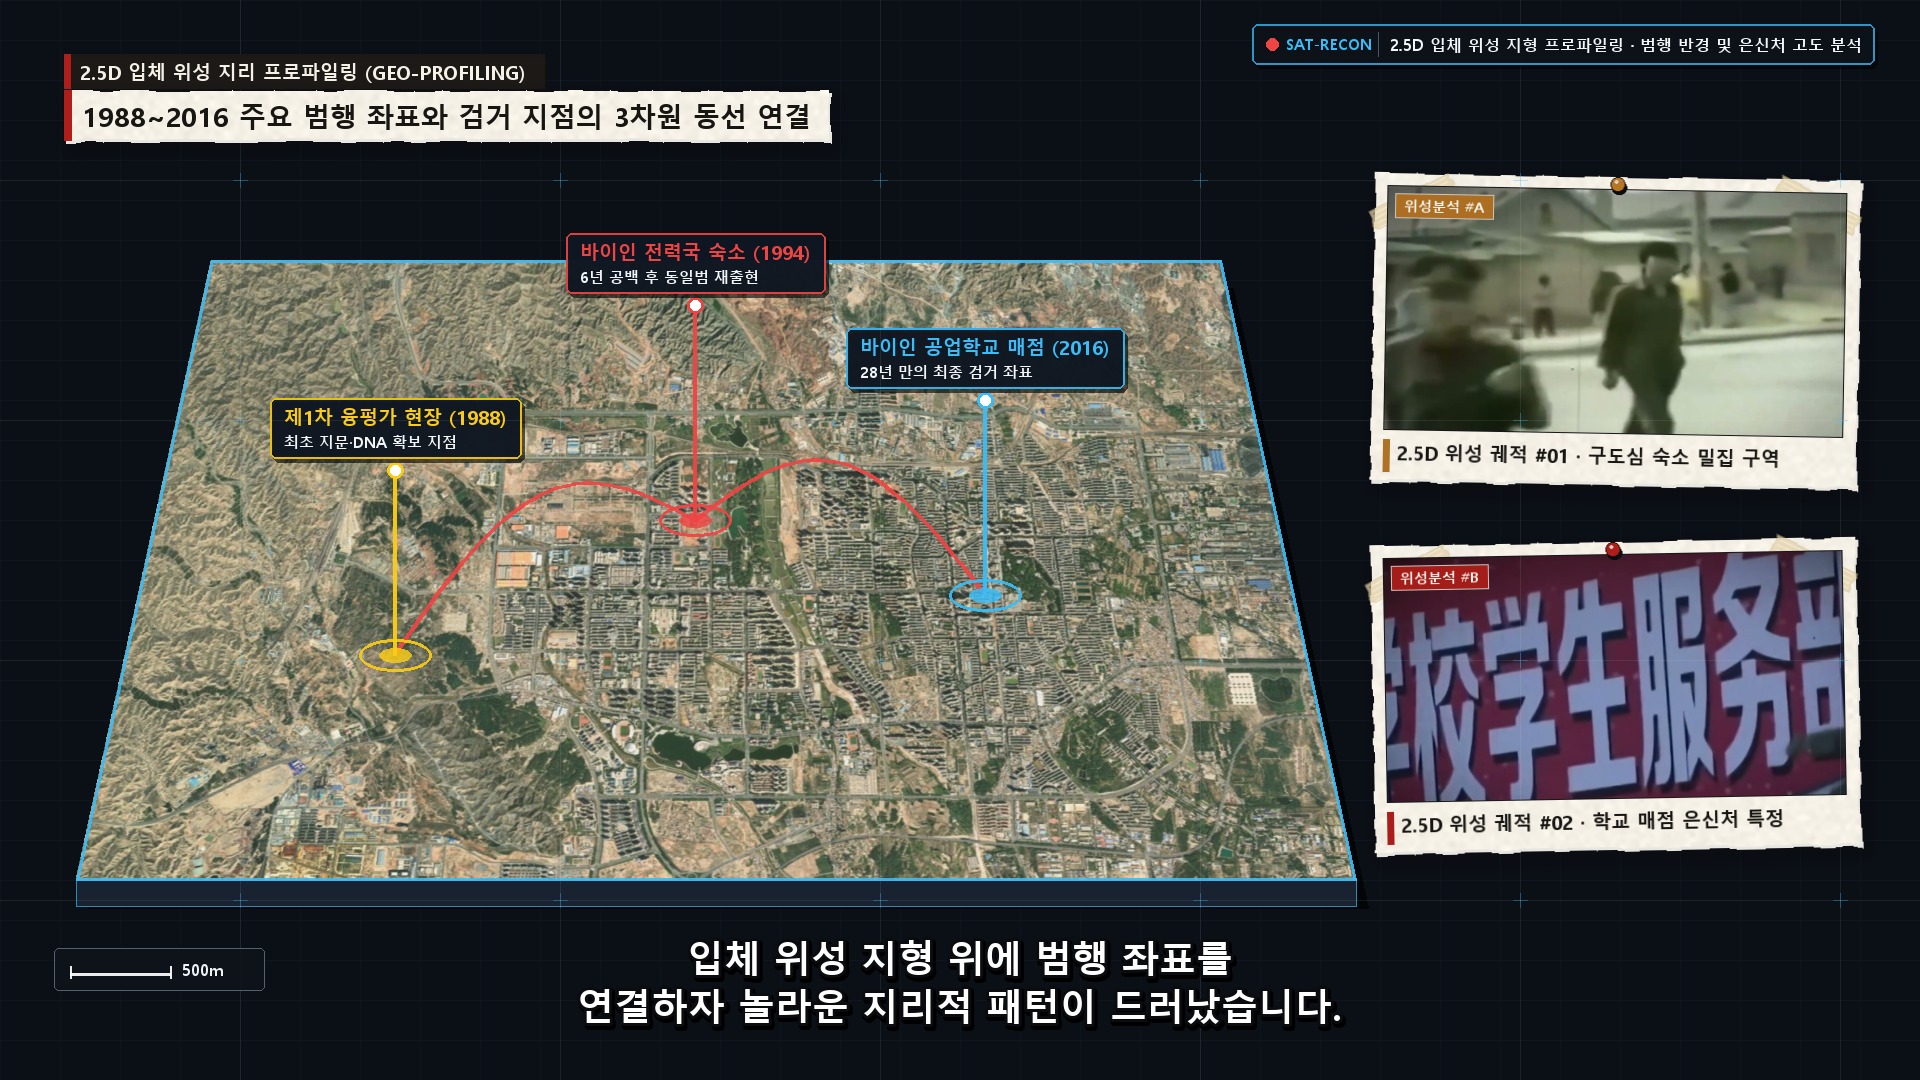 SAT-RECON 2.5D 입체 위성 지형 프로파일링 · 범행 반경 및 은신처 고도 분석
2.5D 입체 위성 지리 프로파일링 (GEO-PROFILING)
1988~2016 주요 범행 좌표와 검거 지점의 3차원 동선 연결
바이인 전력국 숙소 (1994)
6년 공백 후 동일범 재출현
바이인 공업학교 매점 (2016)
28년 만의 최종 검거 좌표
제1차 융펑가 현장 (1988)
최초 지문·DNA 확보 지점
위성분석 #A
2.5D 위성 궤적 #01 · 구도심 숙소 밀집 구역
위성분석 #B
学校学生服务部
2.5D 위성 궤적 #02 · 학교 매점 은신처 특정
500m
입체 위성 지형 위에 범행 좌표를
연결하자 놀라운 지리적 패턴이 드러났습니다.